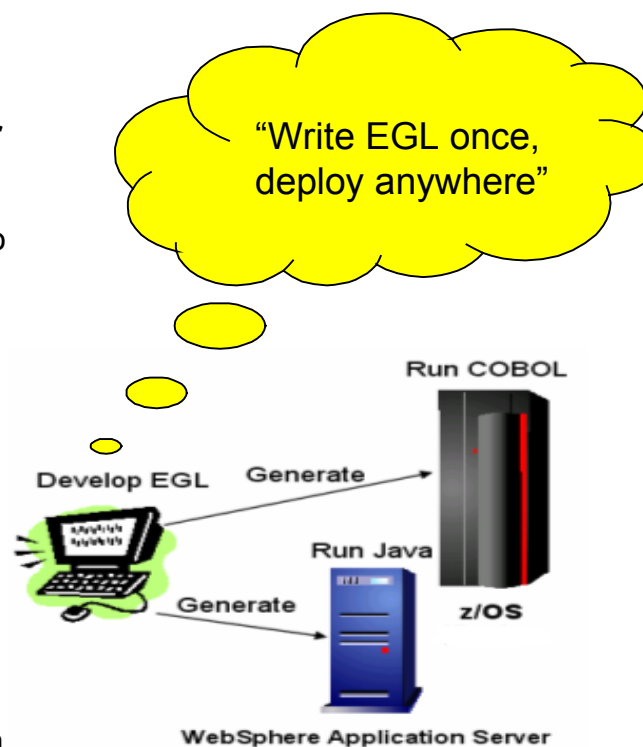 “Write EGL once,
deploy anywhere”
Run COBOL
Develop EGL
Generate
Run Java
Generate
z/OS
WebSphere Application Server